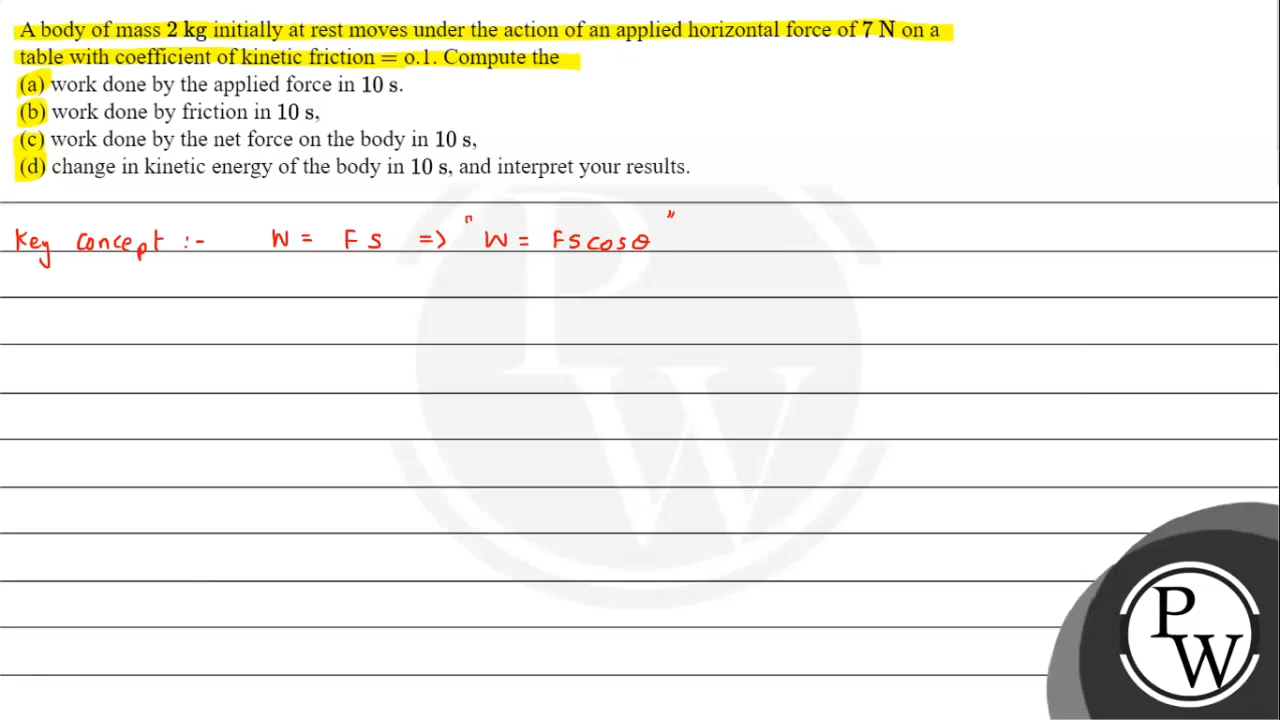 A body of mass 2 kg initially at rest moves under the action of an applied horizontal force of 7 N on a
table with coefficient of kinetic friction = o.1. Compute the
(a) work done by the applied force in 10 s.
(b) work done by friction in 10 s,
(c) work done by the net force on the body in 10 s,
(d) change in kinetic energy of the body in 10 s, and interpret your results.
Key Concept :- W = F S => "W = F S cos θ"
P
W
P
W